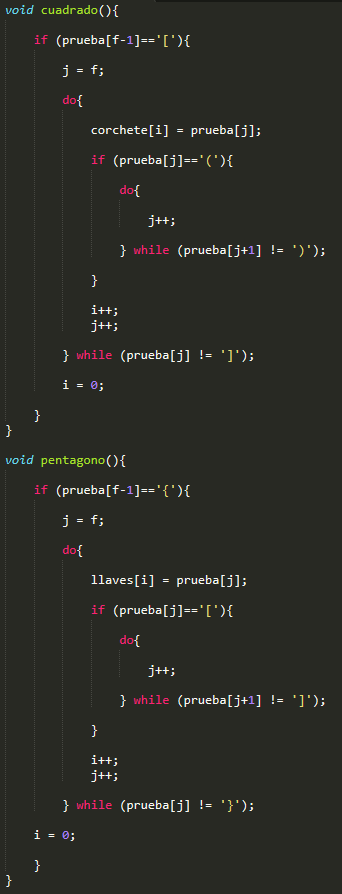 void cuadrado(){
if (prueba[f-1]=='['){
j = f;
do{
corchete[i] = prueba[j];
if (prueba[j]=='('){
do{
j++;
} while (prueba[j+1] != ')');
}
i++;
j++;
} while (prueba[j] != ']');
i = 0;
}
}
void pentagono(){
if (prueba[f-1]=='{'){
j = f;
do{
llaves[i] = prueba[j];
if (prueba[j]=='['){
do{
j++;
} while (prueba[j+1] != ']');
}
i++;
j++;
} while (prueba[j] != '}');
i = 0;
}
}